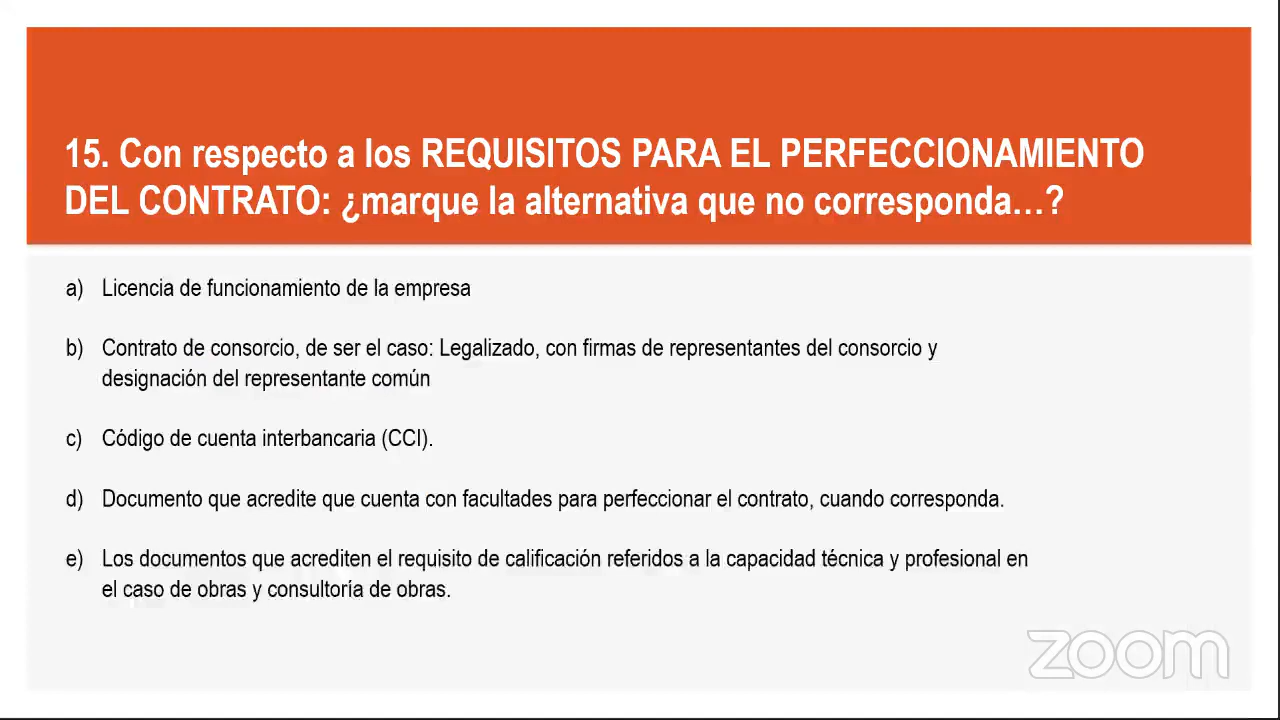 15. Con respecto a los REQUISITOS PARA EL PERFECCIONAMIENTO
DEL CONTRATO: ¿marque la alternativa que no corresponda…?
a) Licencia de funcionamiento de la empresa
b) Contrato de consorcio, de ser el caso: Legalizado, con firmas de representantes del consorcio y
designación del representante común
c) Código de cuenta interbancaria (CCI).
d) Documento que acredite que cuenta con facultades para perfeccionar el contrato, cuando corresponda.
e) Los documentos que acrediten el requisito de calificación referidos a la capacidad técnica y profesional en
el caso de obras y consultoría de obras.
zoom